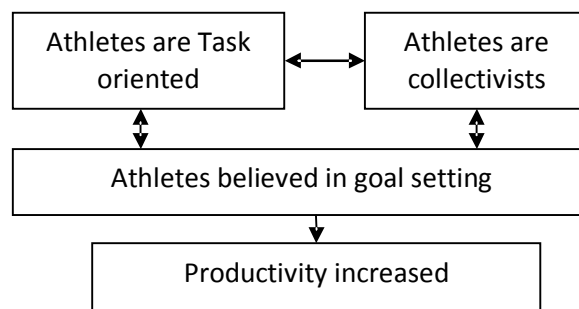 Athletes are Task
oriented
Athletes are
collectivists
Athletes believed in goal setting
Productivity increased